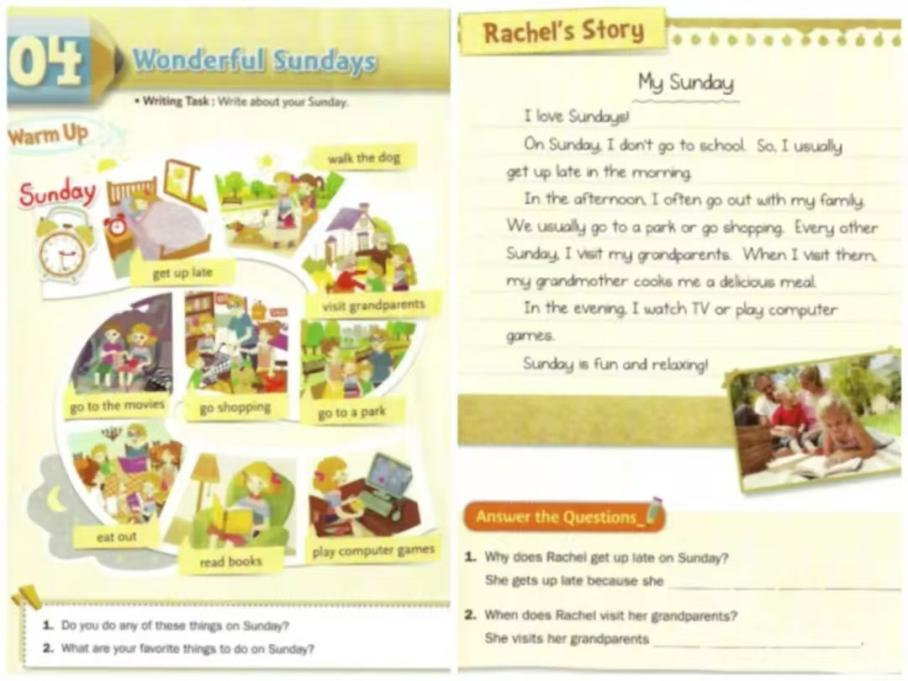 04
Wonderful Sundays
• Writing Task : Write about your Sunday.
Warm Up
Sunday
walk the dog
get up late
visit grandparents
go to the movies
go shopping
go to a park
eat out
read books
play computer games
1. Do you do any of these things on Sunday?
2. What are your favorite things to do on Sunday?
Rachel's Story
My Sunday
I love Sundays!
On Sunday, I don't go to school. So, I usually
get up late in the morning.
In the afternoon, I often go out with my family.
We usually go to a park or go shopping. Every other
Sunday, I visit my grandparents. When I visit them,
my grandmother cooks me a delicious meal.
In the evening, I watch TV or play computer
games.
Sunday is fun and relaxing!
Answer the Questions
1. Why does Rachel get up late on Sunday?
She gets up late because she
2. When does Rachel visit her grandparents?
She visits her grandparents .